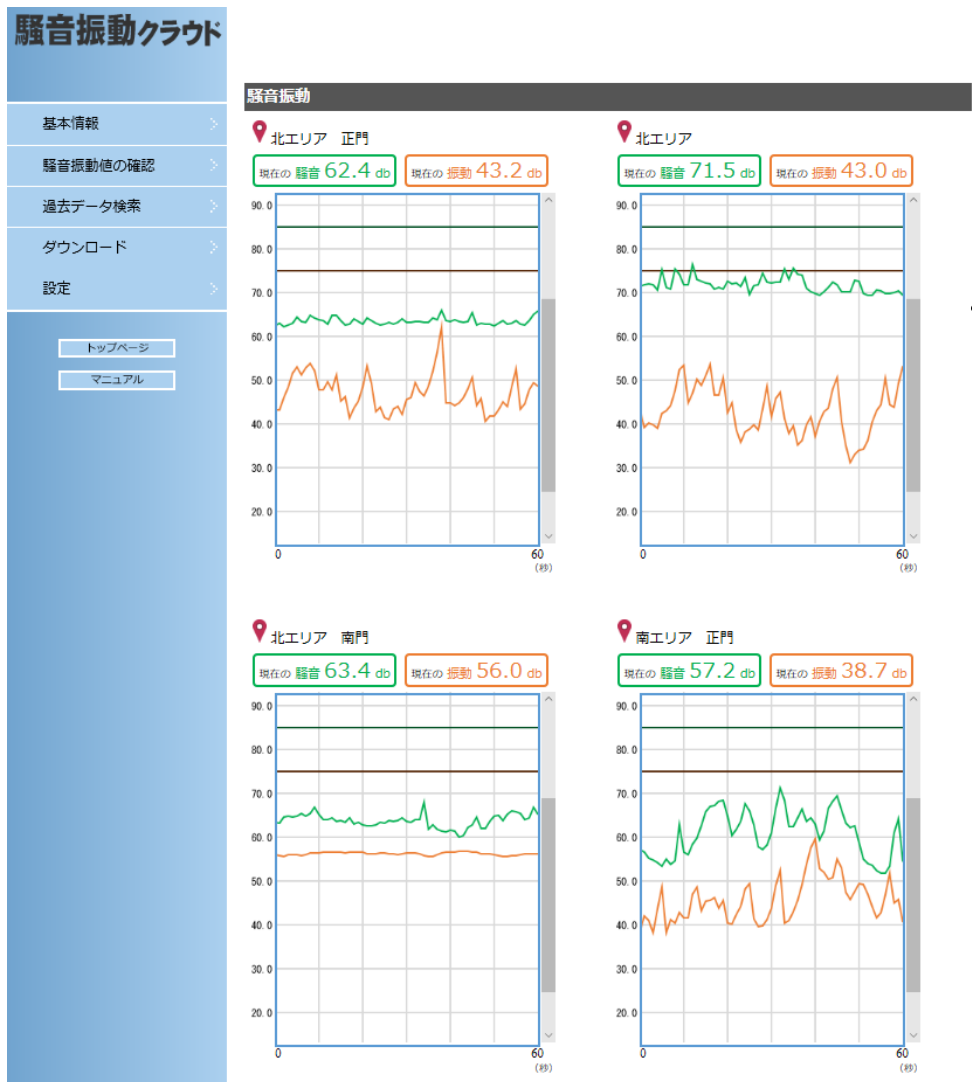 騒音振動クラウド
基本情報
騒音振動値の確認
過去データ検索
ダウンロード
設定
トップページ
マニュアル
騒音振動
北エリア　正門
現在の 騒音 62.4 db 現在の 振動 43.2 db
90.0
80.0
70.0
60.0
50.0
40.0
30.0
20.0
0 60
(秒)
北エリア
現在の 騒音 71.5 db 現在の 振動 43.0 db
90.0
80.0
70.0
60.0
50.0
40.0
30.0
20.0
0 60
(秒)
北エリア　南門
現在の 騒音 63.4 db 現在の 振動 56.0 db
90.0
80.0
70.0
60.0
50.0
40.0
30.0
20.0
0 60
(秒)
南エリア　正門
現在の 騒音 57.2 db 現在の 振動 38.7 db
90.0
80.0
70.0
60.0
50.0
40.0
30.0
20.0
0 60
(秒)